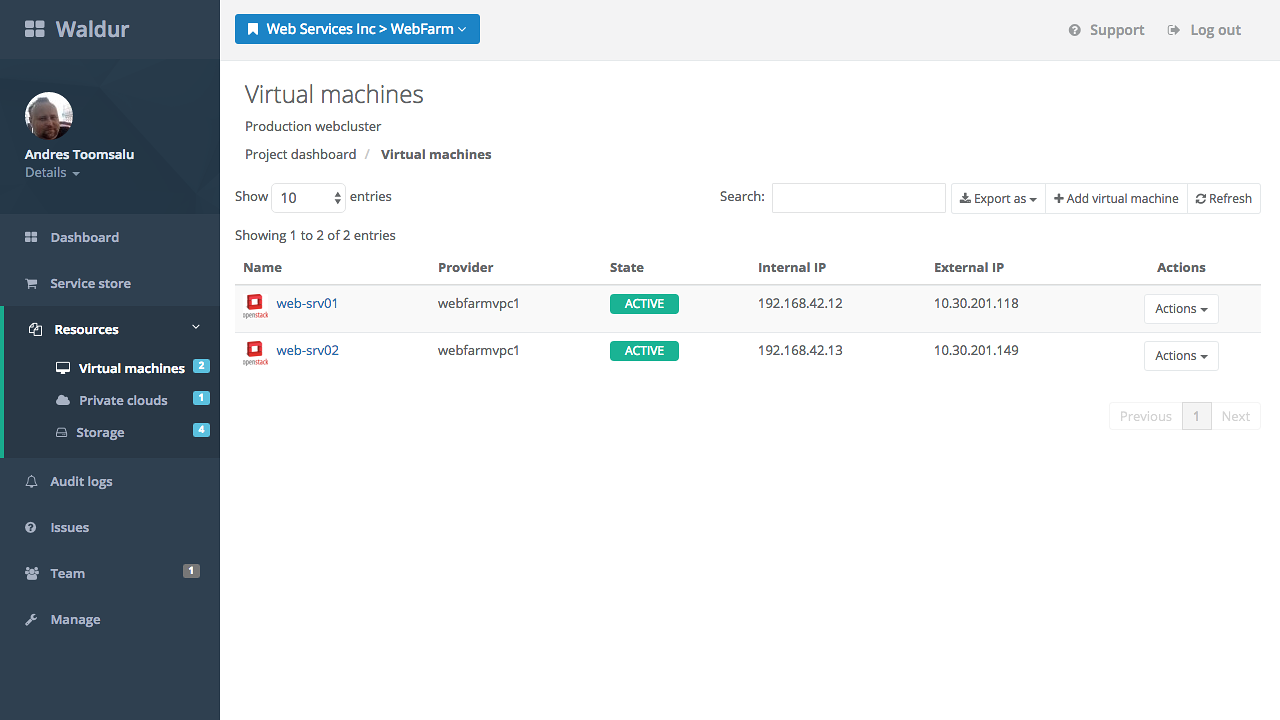 Waldur
Web Services Inc > WebFarm
Support
Log out
Andres Toomsalu
Details
Dashboard
Service store
Resources
Virtual machines 2
Private clouds 1
Storage 4
Audit logs
Issues
Team 1
Manage
Virtual machines
Production webcluster
Project dashboard / Virtual machines
Show 10 entries
Search: Export as Add virtual machine Refresh
Showing 1 to 2 of 2 entries
Name Provider State Internal IP External IP Actions
openstack web-srv01 webfarmvpc1 ACTIVE 192.168.42.12 10.30.201.118 Actions
openstack web-srv02 webfarmvpc1 ACTIVE 192.168.42.13 10.30.201.149 Actions
Previous 1 Next